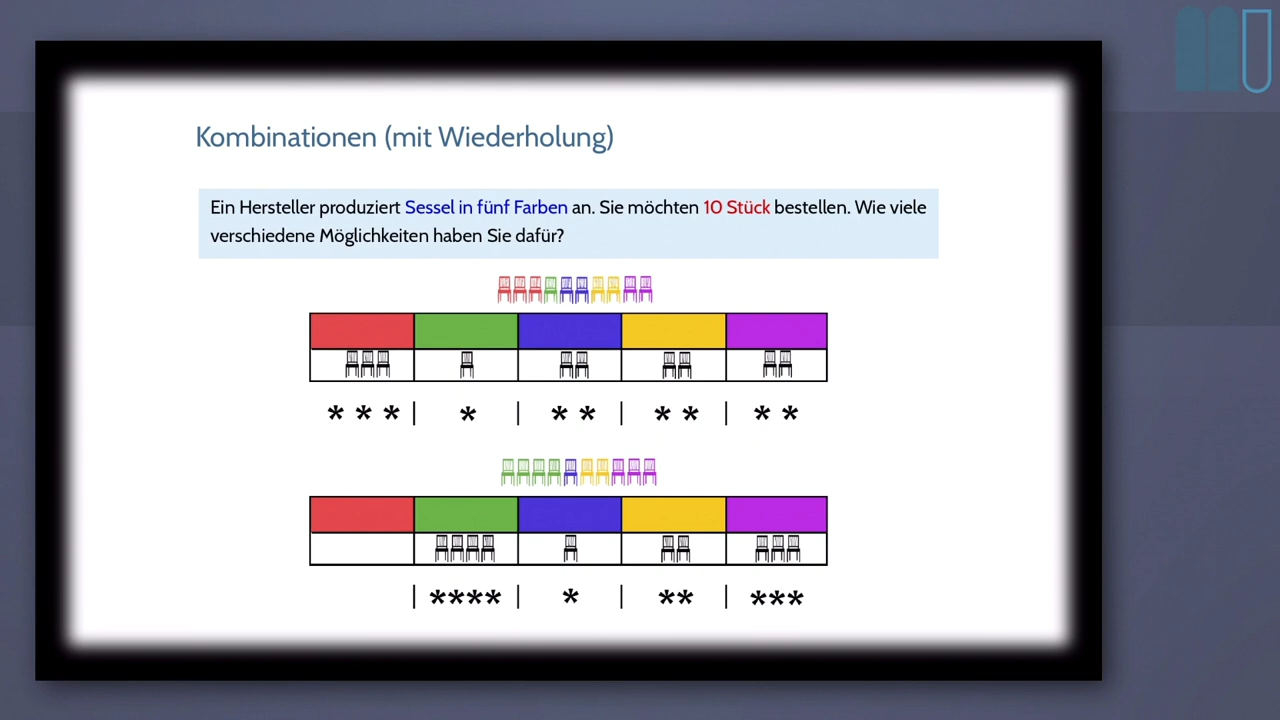 Kombinationen (mit Wiederholung)
Ein Hersteller produziert Sessel in fünf Farben an. Sie möchten 10 Stück bestellen. Wie viele
verschiedene Möglichkeiten haben Sie dafür?
* * * | * | * * | * * | * *
| **** | * | ** | ***